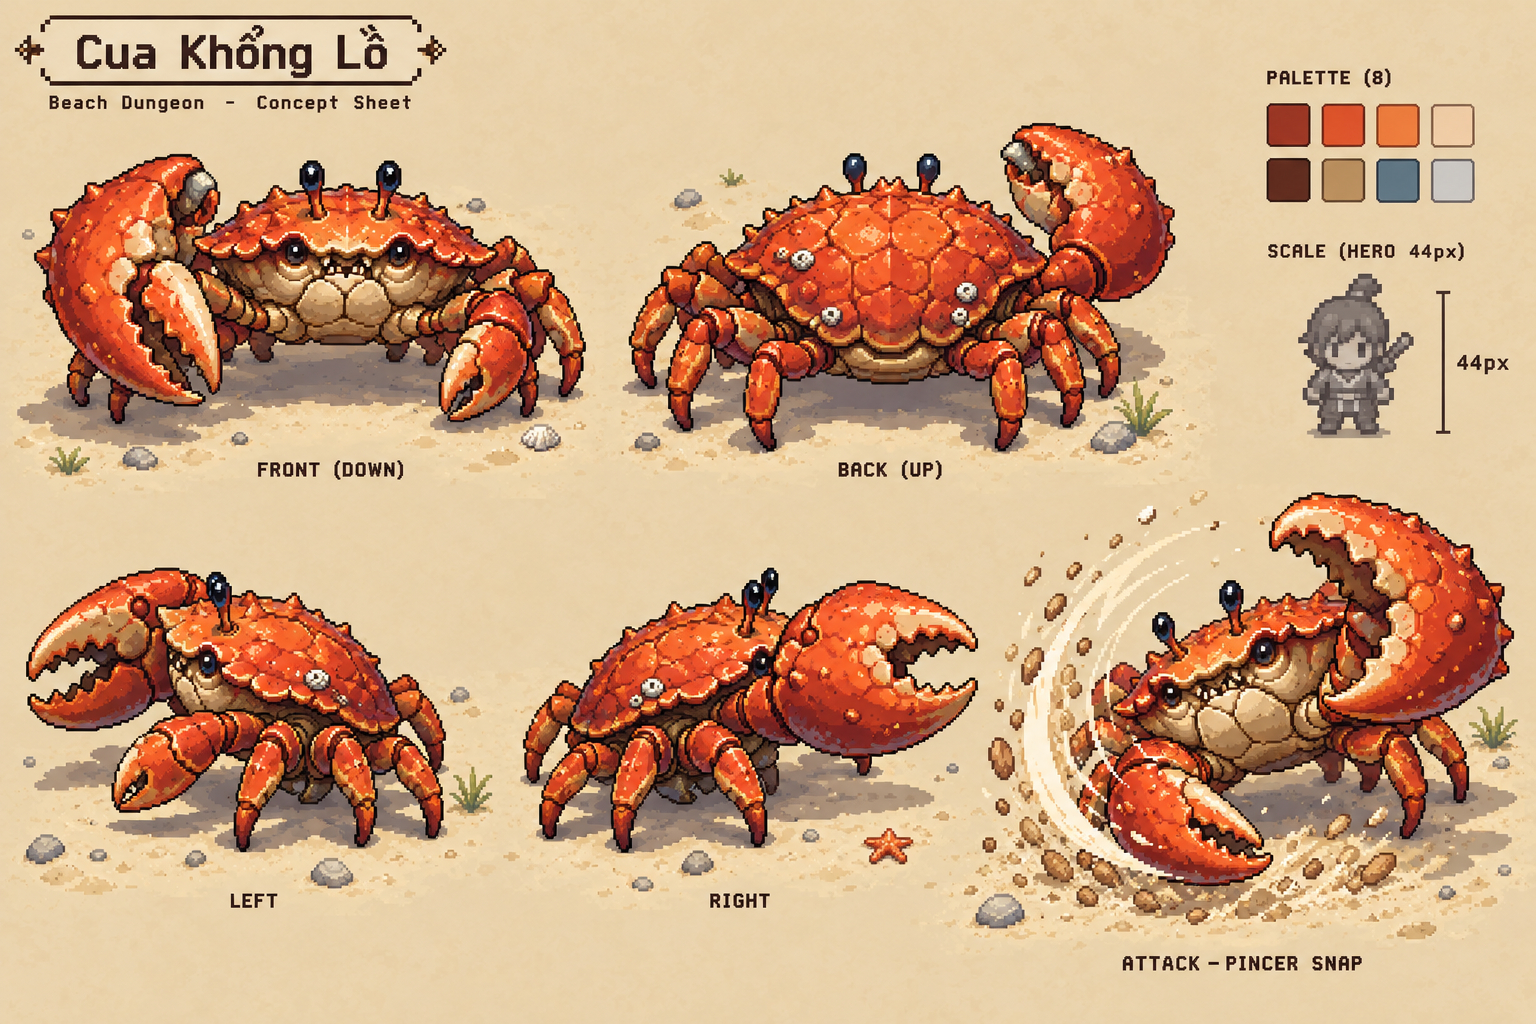 Cua Khổng Lồ
Beach Dungeon - Concept Sheet
PALETTE (8)
SCALE (HERO 44px)
44px
FRONT (DOWN)
BACK (UP)
LEFT
RIGHT
ATTACK – PINCER SNAP